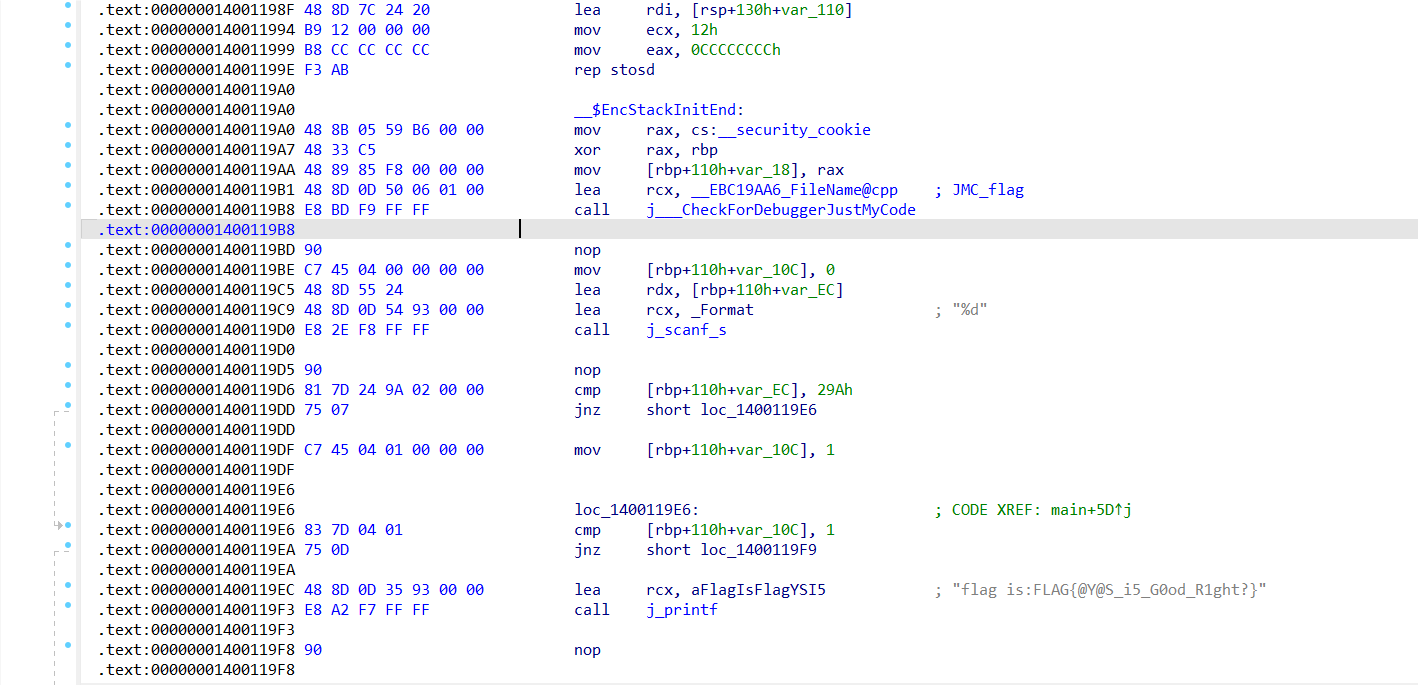 .text:000000014001198F 48 8D 7C 24 20 lea rdi, [rsp+130h+var_110]
.text:0000000140011994 B9 12 00 00 00 mov ecx, 12h
.text:0000000140011999 B8 CC CC CC CC mov eax, 0CCCCCCCCh
.text:000000014001199E F3 AB rep stosd
.text:00000001400119A0
.text:00000001400119A0 __$EncStackInitEnd:
.text:00000001400119A0 48 8B 05 59 B6 00 00 mov rax, cs:__security_cookie
.text:00000001400119A7 48 33 C5 xor rax, rbp
.text:00000001400119AA 48 89 85 F8 00 00 00 mov [rbp+110h+var_18], rax
.text:00000001400119B1 48 8D 0D 50 06 01 00 lea rcx, __EBC19AA6_FileName@cpp ; JMC_flag
.text:00000001400119B8 E8 BD F9 FF FF call j___CheckForDebuggerJustMyCode
.text:00000001400119B8
.text:00000001400119BD 90 nop
.text:00000001400119BE C7 45 04 00 00 00 00 mov [rbp+110h+var_10C], 0
.text:00000001400119C5 48 8D 55 24 lea rdx, [rbp+110h+var_EC]
.text:00000001400119C9 48 8D 0D 54 93 00 00 lea rcx, _Format ; "%d"
.text:00000001400119D0 E8 2E F8 FF FF call j_scanf_s
.text:00000001400119D0
.text:00000001400119D5 90 nop
.text:00000001400119D6 81 7D 24 9A 02 00 00 cmp [rbp+110h+var_EC], 29Ah
.text:00000001400119DD 75 07 jnz short loc_1400119E6
.text:00000001400119DD
.text:00000001400119DF C7 45 04 01 00 00 00 mov [rbp+110h+var_10C], 1
.text:00000001400119DF
.text:00000001400119E6
.text:00000001400119E6 loc_1400119E6: ; CODE XREF: main+5D↑j
.text:00000001400119E6 83 7D 04 01 cmp [rbp+110h+var_10C], 1
.text:00000001400119EA 75 0D jnz short loc_1400119F9
.text:00000001400119EA
.text:00000001400119EC 48 8D 0D 35 93 00 00 lea rcx, aFlagIsFlagYSI5 ; "flag is:FLAG{@Y@S_i5_G0od_R1ght?}"
.text:00000001400119F3 E8 A2 F7 FF FF call j_printf
.text:00000001400119F3
.text:00000001400119F8 90 nop
.text:00000001400119F8